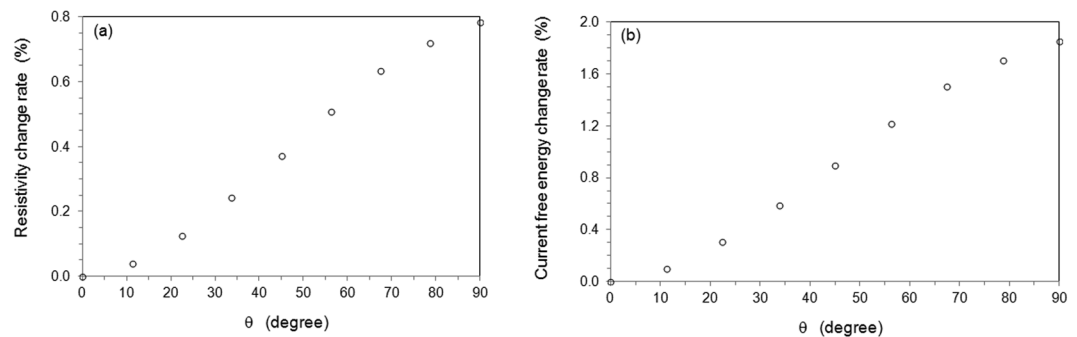 (a)
Resistivity change rate (%)
0.8
0.6
0.4
0.2
0.0
0 10 20 30 40 50 60 70 80 90
θ (degree)
(b)
Current free energy change rate (%)
2.0
1.6
1.2
0.8
0.4
0.0
0 10 20 30 40 50 60 70 80 90
θ (degree)